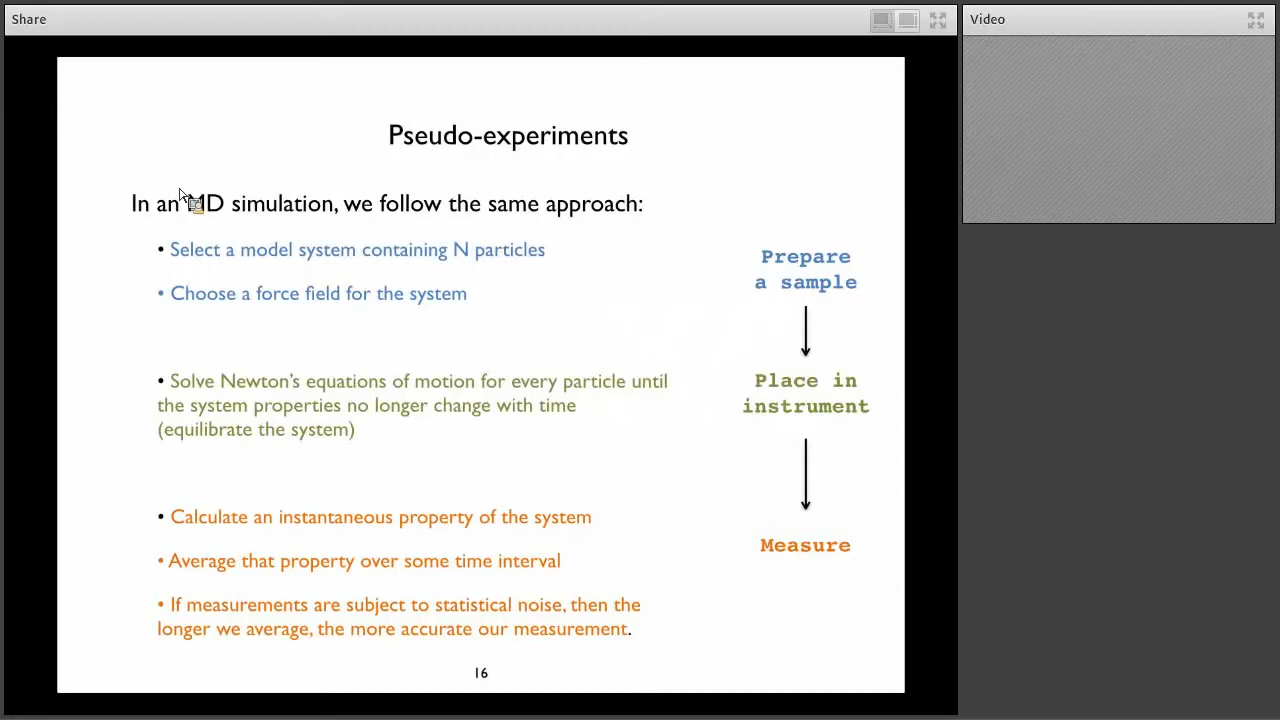 Share
Video
Pseudo-experiments
In an MD simulation, we follow the same approach:
• Select a model system containing N particles
• Choose a force field for the system
Prepare
a sample
• Solve Newton's equations of motion for every particle until
the system properties no longer change with time
(equilibrate the system)
Place in
instrument
• Calculate an instantaneous property of the system
• Average that property over some time interval
• If measurements are subject to statistical noise, then the
longer we average, the more accurate our measurement.
Measure
16